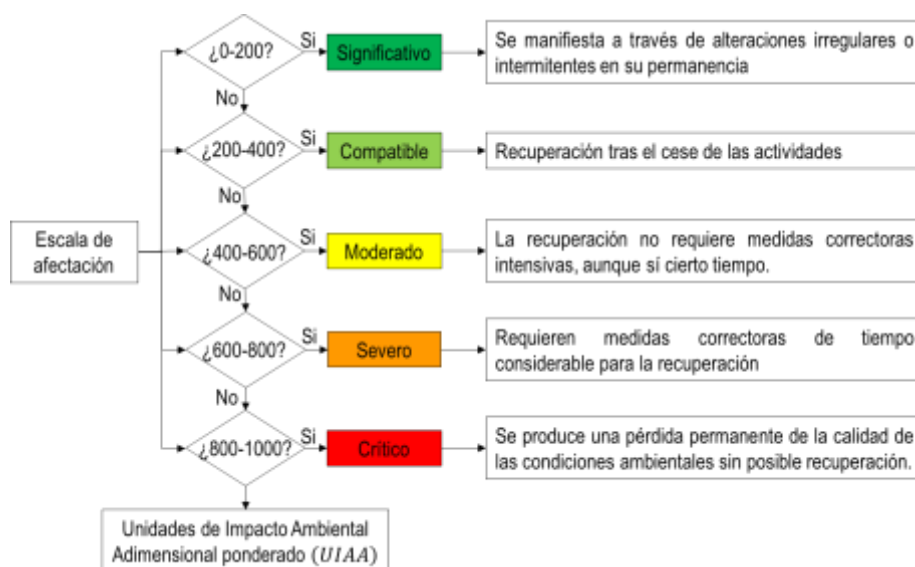 ¿0-200?
Si
Significativo
Se manifiesta a través de alteraciones irregulares o
intermitentes en su permanencia
No
¿200-400?
Si
Compatible
Recuperación tras el cese de las actividades
No
Escala de
afectación
¿400-600?
Si
Moderado
La recuperación no requiere medidas correctoras
intensivas, aunque sí cierto tiempo.
No
¿600-800?
Si
Severo
Requieren medidas correctoras de tiempo
considerable para la recuperación
No
¿800-1000?
Si
Crítico
Se produce una pérdida permanente de la calidad de
las condiciones ambientales sin posible recuperación.
Unidades de Impacto Ambiental
Adimensional ponderado (UIAA)